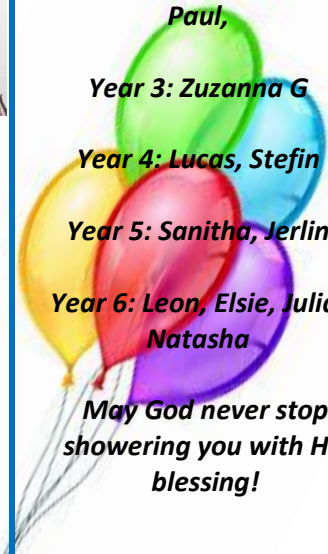 Paul,
Year 3: Zuzanna G
Year 4: Lucas, Stefin
Year 5: Sanitha, Jerlin
Year 6: Leon, Elsie,
Natasha
May God never stop
showering you with
blessing!